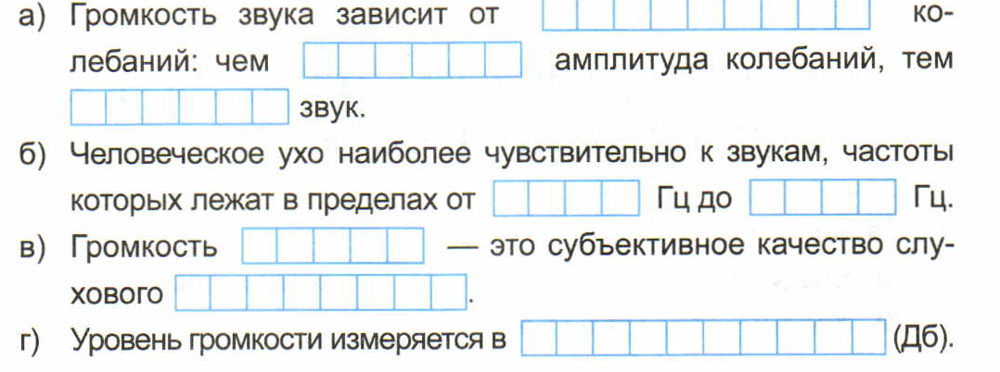 а) Громкость звука зависит от ко-
лебаний: чем амплитуда колебаний, тем
звук.
б) Человеческое ухо наиболее чувствительно к звукам, частоты
которых лежат в пределах от Гц до Гц.
в) Громкость — это субъективное качество слу-
хового .
г) Уровень громкости измеряется в (Дб).